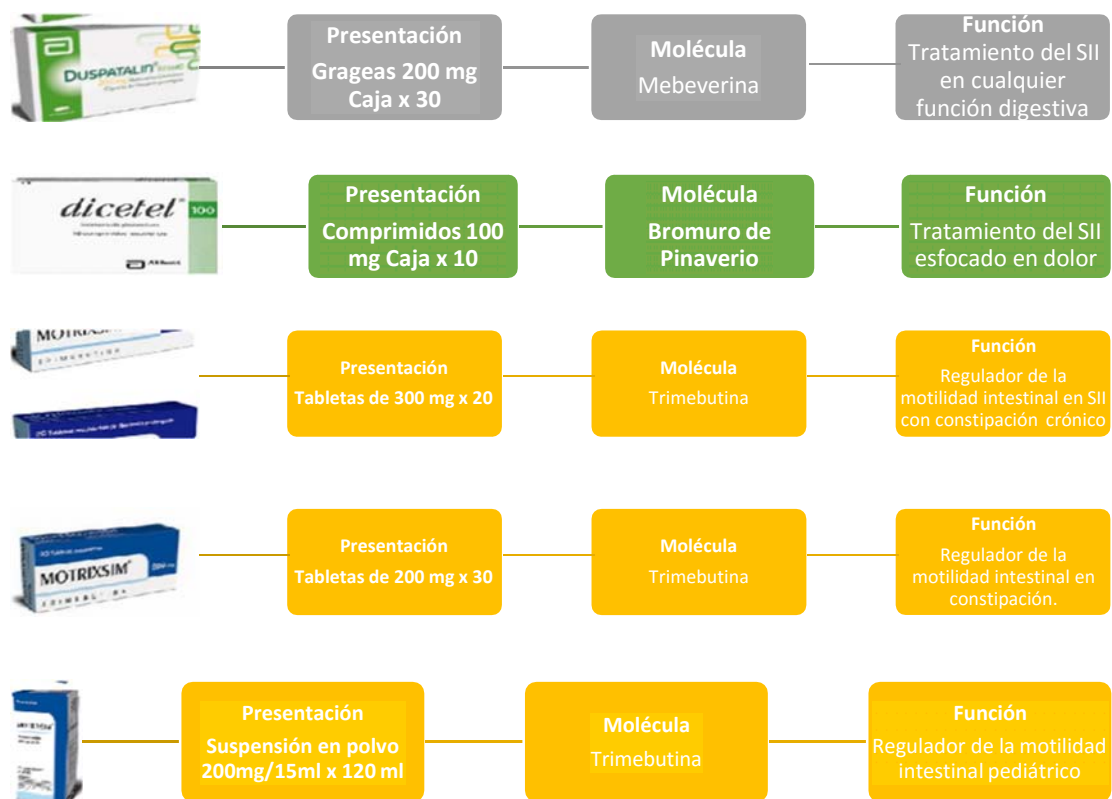 DUSPATALIN
Presentación
Grageas 200 mg
Caja x 30
Molécula
Mebeverina
Función
Tratamiento del SII
en cualquier
función digestiva
dicetel 100
Abbott
Presentación
Comprimidos 100
mg Caja x 10
Molécula
Bromuro de
Pinaverio
Función
Tratamiento del SII
esfocado en dolor
MOTRIXSIM
TRIMEBUTINA
Presentación
Tabletas de 300 mg x 20
Molécula
Trimebutina
Función
Regulador de la
motilidad intestinal en SII
con constipación crónico
MOTRIXSIM
TRIMEBUTINA
Presentación
Tabletas de 200 mg x 30
Molécula
Trimebutina
Función
Regulador de la
motilidad intestinal en
constipación.
Presentación
Suspensión en polvo
200mg/15ml x 120 ml
Molécula
Trimebutina
Función
Regulador de la motilidad
intestinal pediátrico